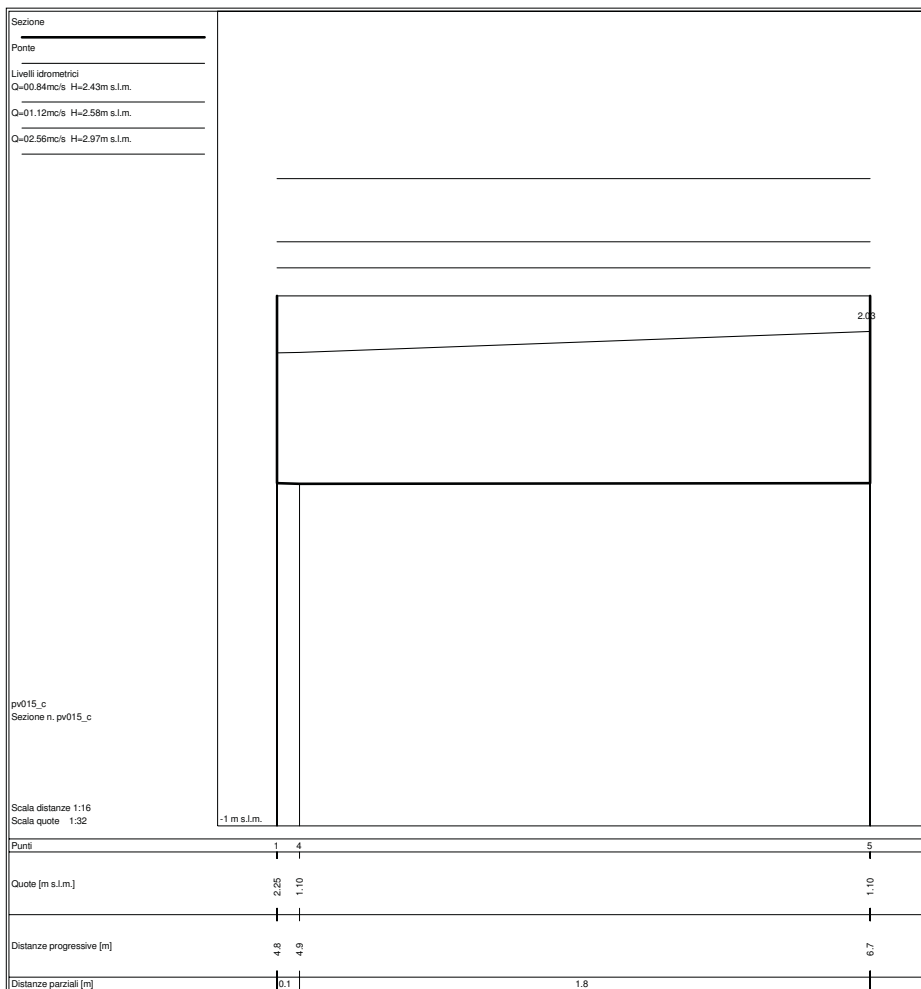 Sezione
Ponte
Livelli idrometrici
Q=00.84mc/s H=2.43m s.l.m.
Q=01.12mc/s H=2.58m s.l.m.
Q=02.56mc/s H=2.97m s.l.m.
2.03
pv015_c
Sezione n. pv015_c
Scala distanze 1:16
Scala quote 1:32
-1 m s.l.m.
Punti 1 4 5
Quote [m s.l.m.] 2.25 1.10 1.10
Distanze progressive [m] 4.8 4.9 6.7
Distanze parziali [m] 0.1 1.8